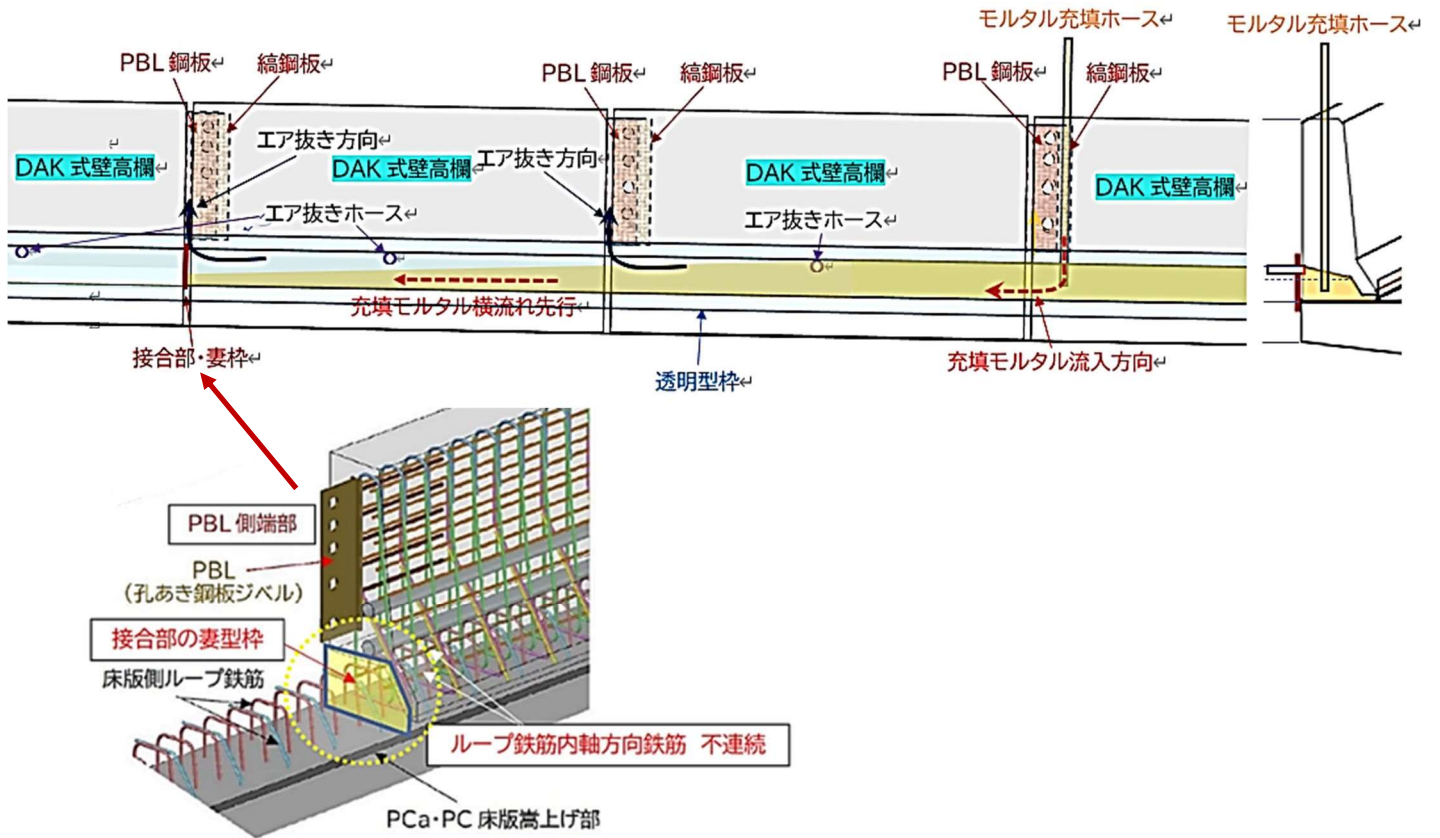 モルタル充填ホース↵
モルタル充填ホース↵
PBL 鋼板↵
縞鋼板↵
PBL 鋼板↵
縞鋼板↵
PBL 鋼板↵
縞鋼板↵
エア抜き方向↵
エア抜き方向↵
DAK 式壁高欄↵
DAK 式壁高欄↵
DAK 式壁高欄↵
DAK 式壁高欄↵
エア抜きホース↵
エア抜きホース↵
充填モルタル横流れ先行↵
接合部・妻枠↵
透明型枠↵
充填モルタル流入方向↵
PBL 側端部
PBL
(孔あき鋼板ジベル)
接合部の妻型枠
床版側ループ鉄筋
ループ鉄筋内軸方向鉄筋 不連続
PCa・PC 床版嵩上げ部